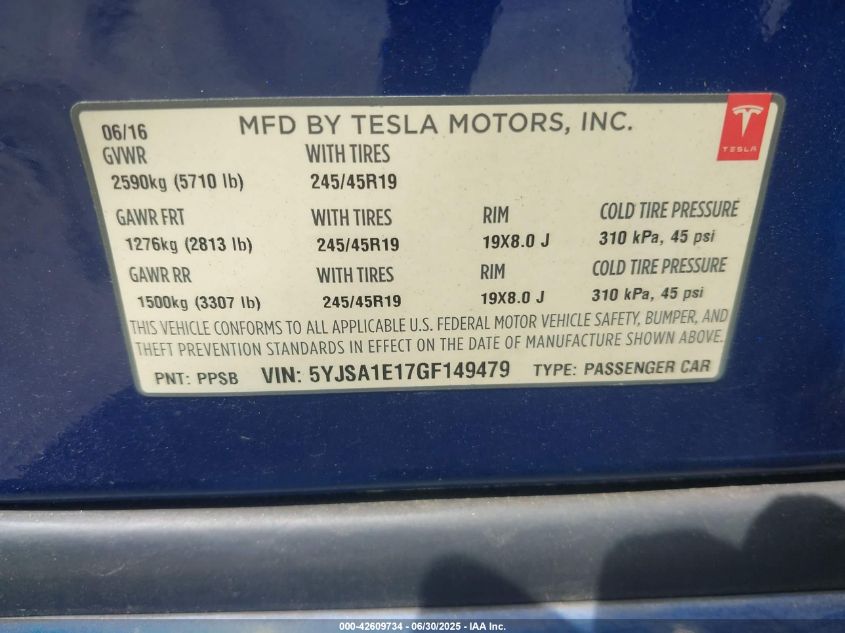 06/16 MFD BY TESLA MOTORS, INC.
TESLA
GVWR WITH TIRES
2590kg (5710 lb) 245/45R19
GAWR FRT WITH TIRES RIM COLD TIRE PRESSURE
1276kg (2813 lb) 245/45R19 19X8.0 J 310 kPa, 45 psi
GAWR RR WITH TIRES RIM COLD TIRE PRESSURE
1500kg (3307 lb) 245/45R19 19X8.0 J 310 kPa, 45 psi
THIS VEHICLE CONFORMS TO ALL APPLICABLE U.S. FEDERAL MOTOR VEHICLE SAFETY, BUMPER, AND
THEFT PREVENTION STANDARDS IN EFFECT ON THE DATE OF MANUFACTURE SHOWN ABOVE.
PNT: PPSB VIN: 5YJSA1E17GF149479 TYPE: PASSENGER CAR
000-42609734 - 06/30/2025 - IAA Inc.